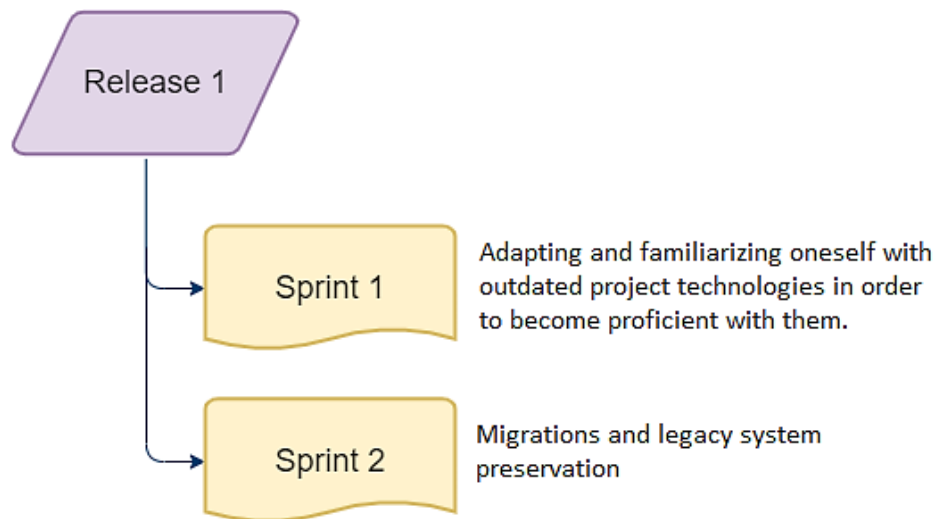 Release 1
Sprint 1
Adapting and familiarizing oneself with
outdated project technologies in order
to become proficient with them.
Sprint 2
Migrations and legacy system
preservation